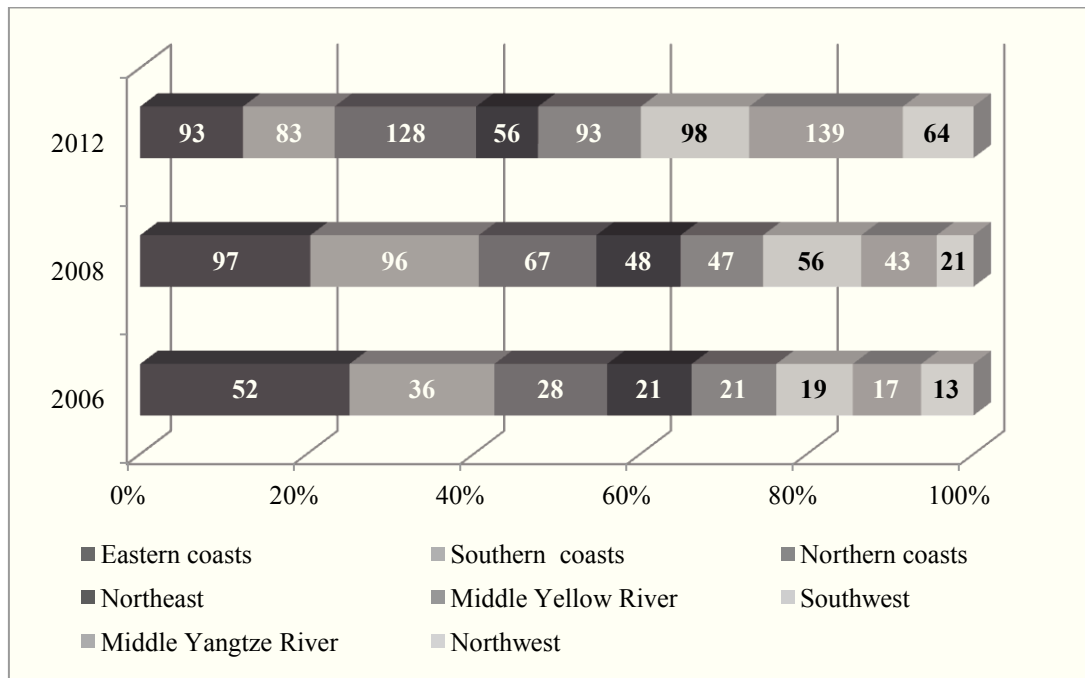 2012 93 83 128 56 93 98 139 64
2008 97 96 67 48 47 56 43 21
2006 52 36 28 21 21 19 17 13
0% 20% 40% 60% 80% 100%
Eastern coasts Southern coasts Northern coasts
Northeast Middle Yellow River Southwest
Middle Yangtze River Northwest